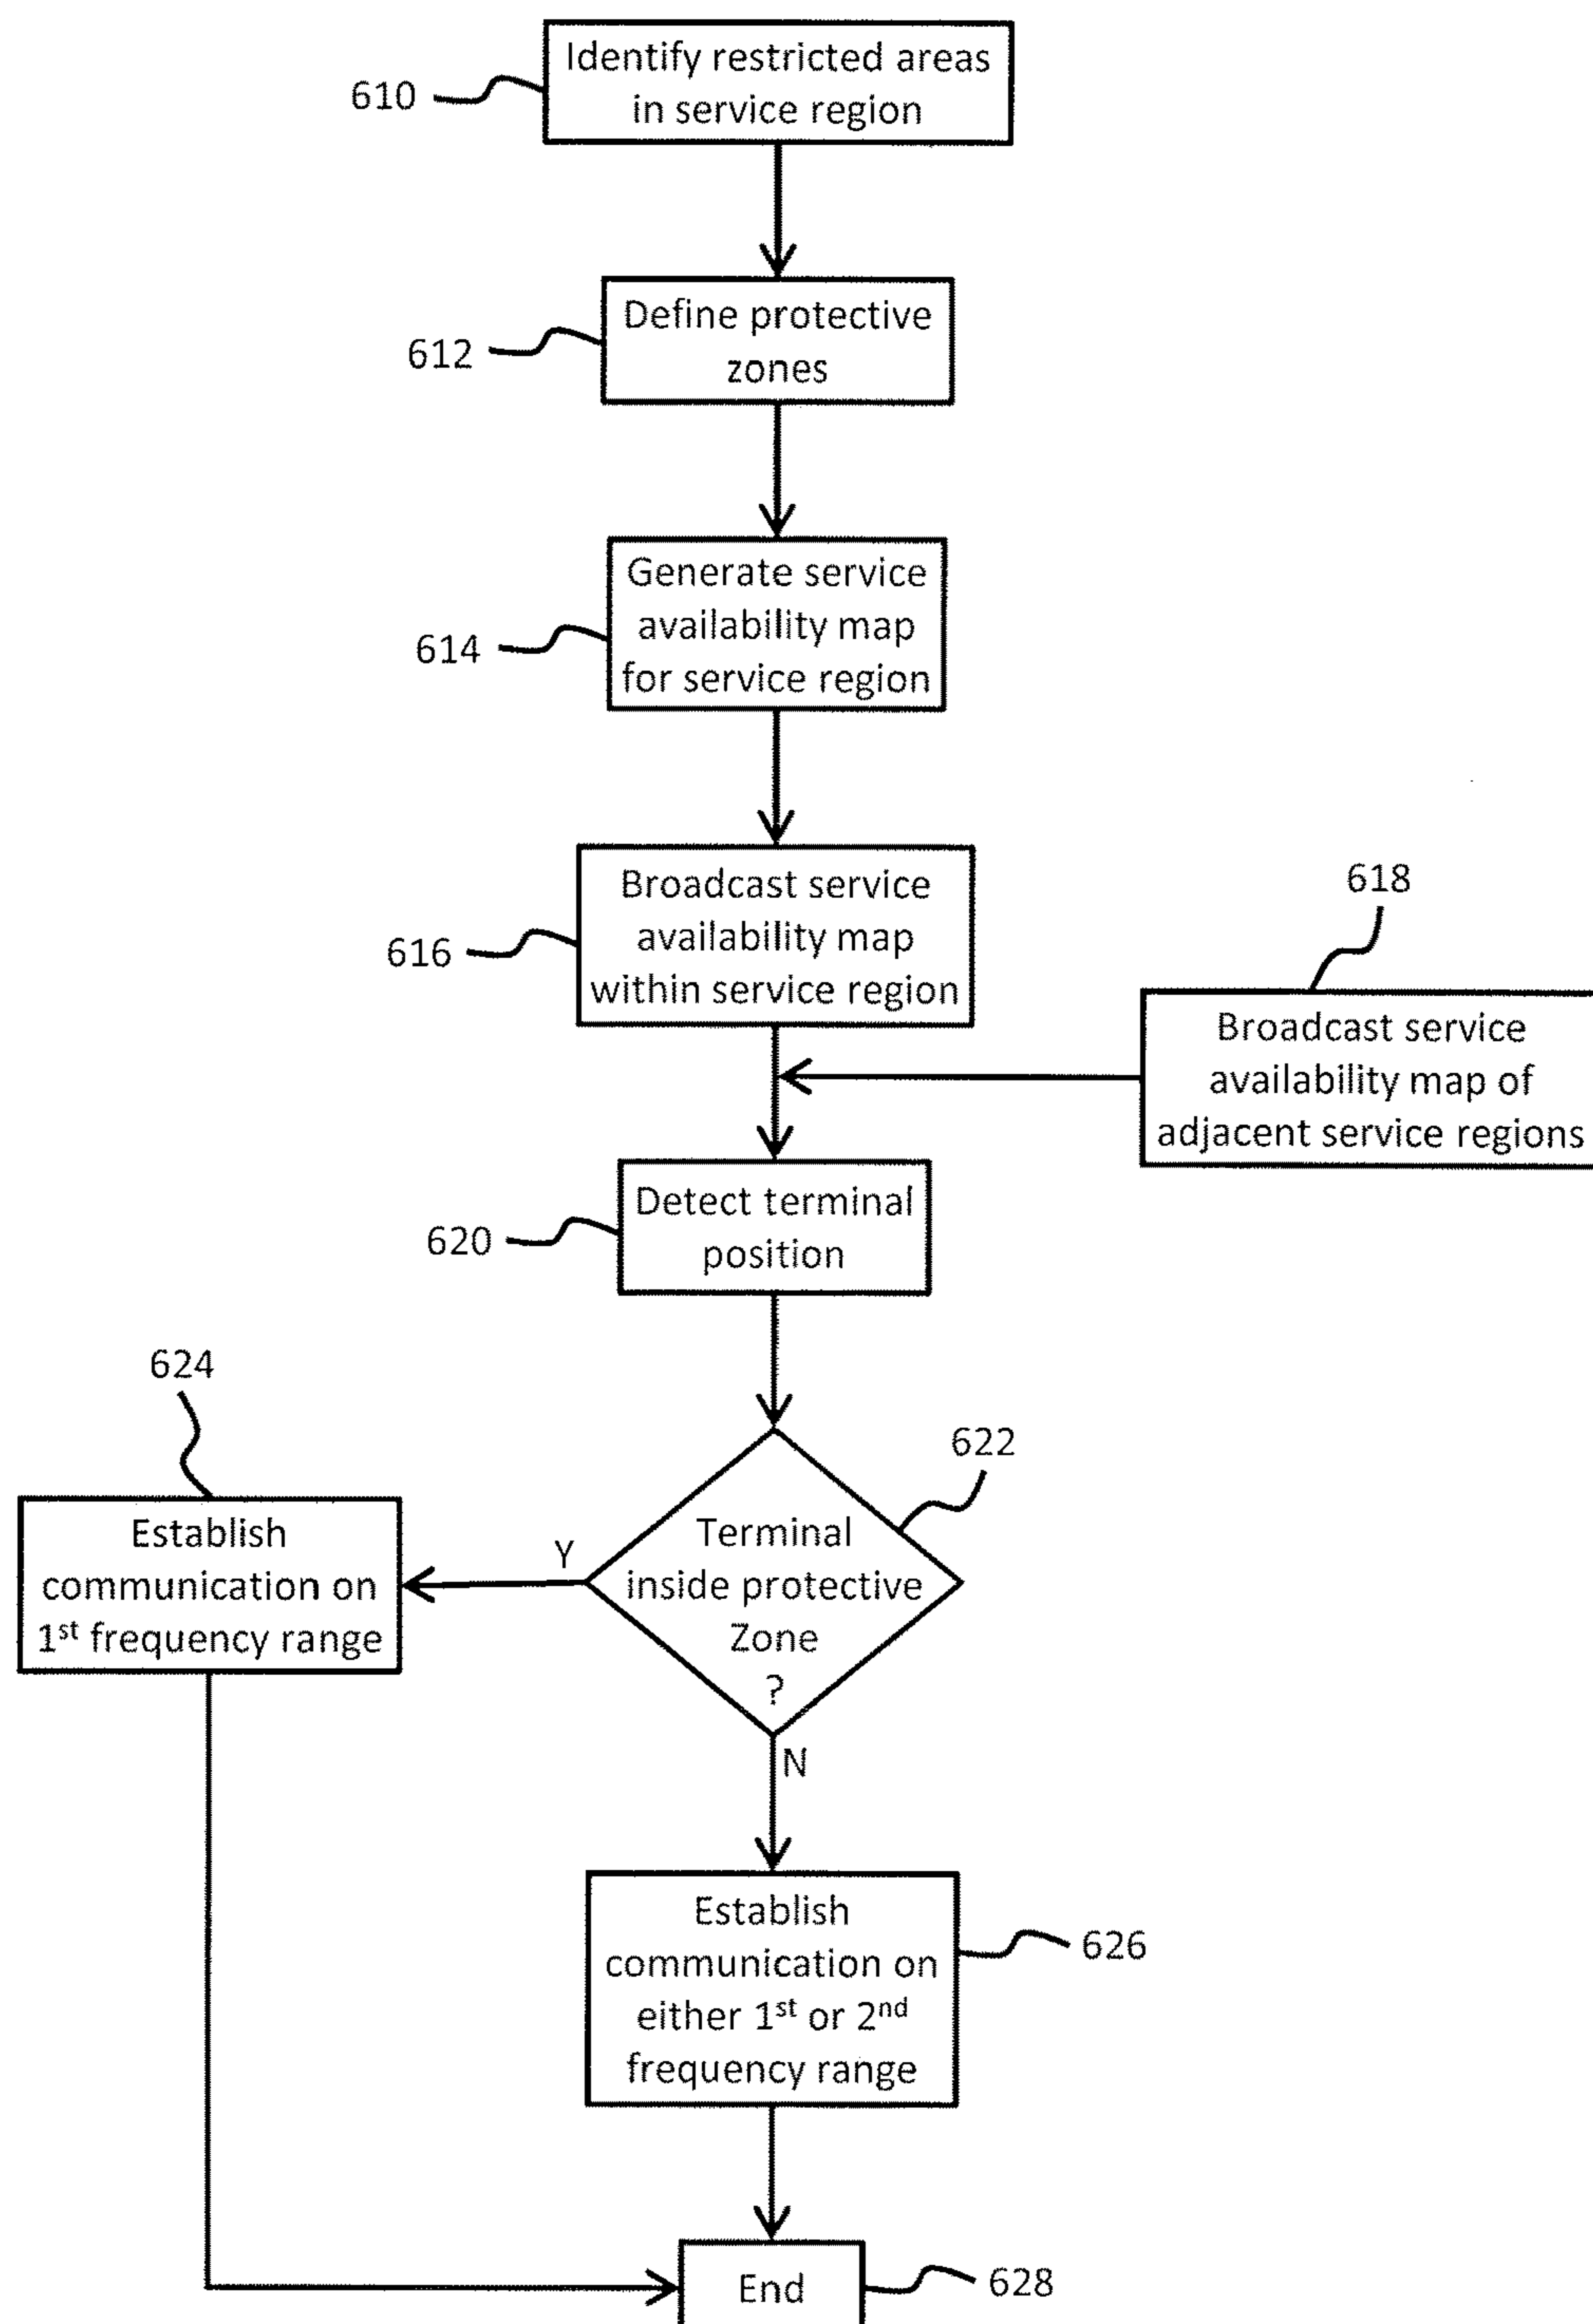 Identify restricted areas
in service region
610
Define protective
zones
612
Generate service
availability map
for service region
614
Broadcast service
availability map
within service region
616
618
Broadcast service
availability map of
adjacent service regions
Detect terminal
position
620
624
622
Establish
communication on
1st frequency range
Y
Terminal
inside protective
Zone
?
N
Establish
communication on
either 1st or 2nd
frequency range
626
End
628